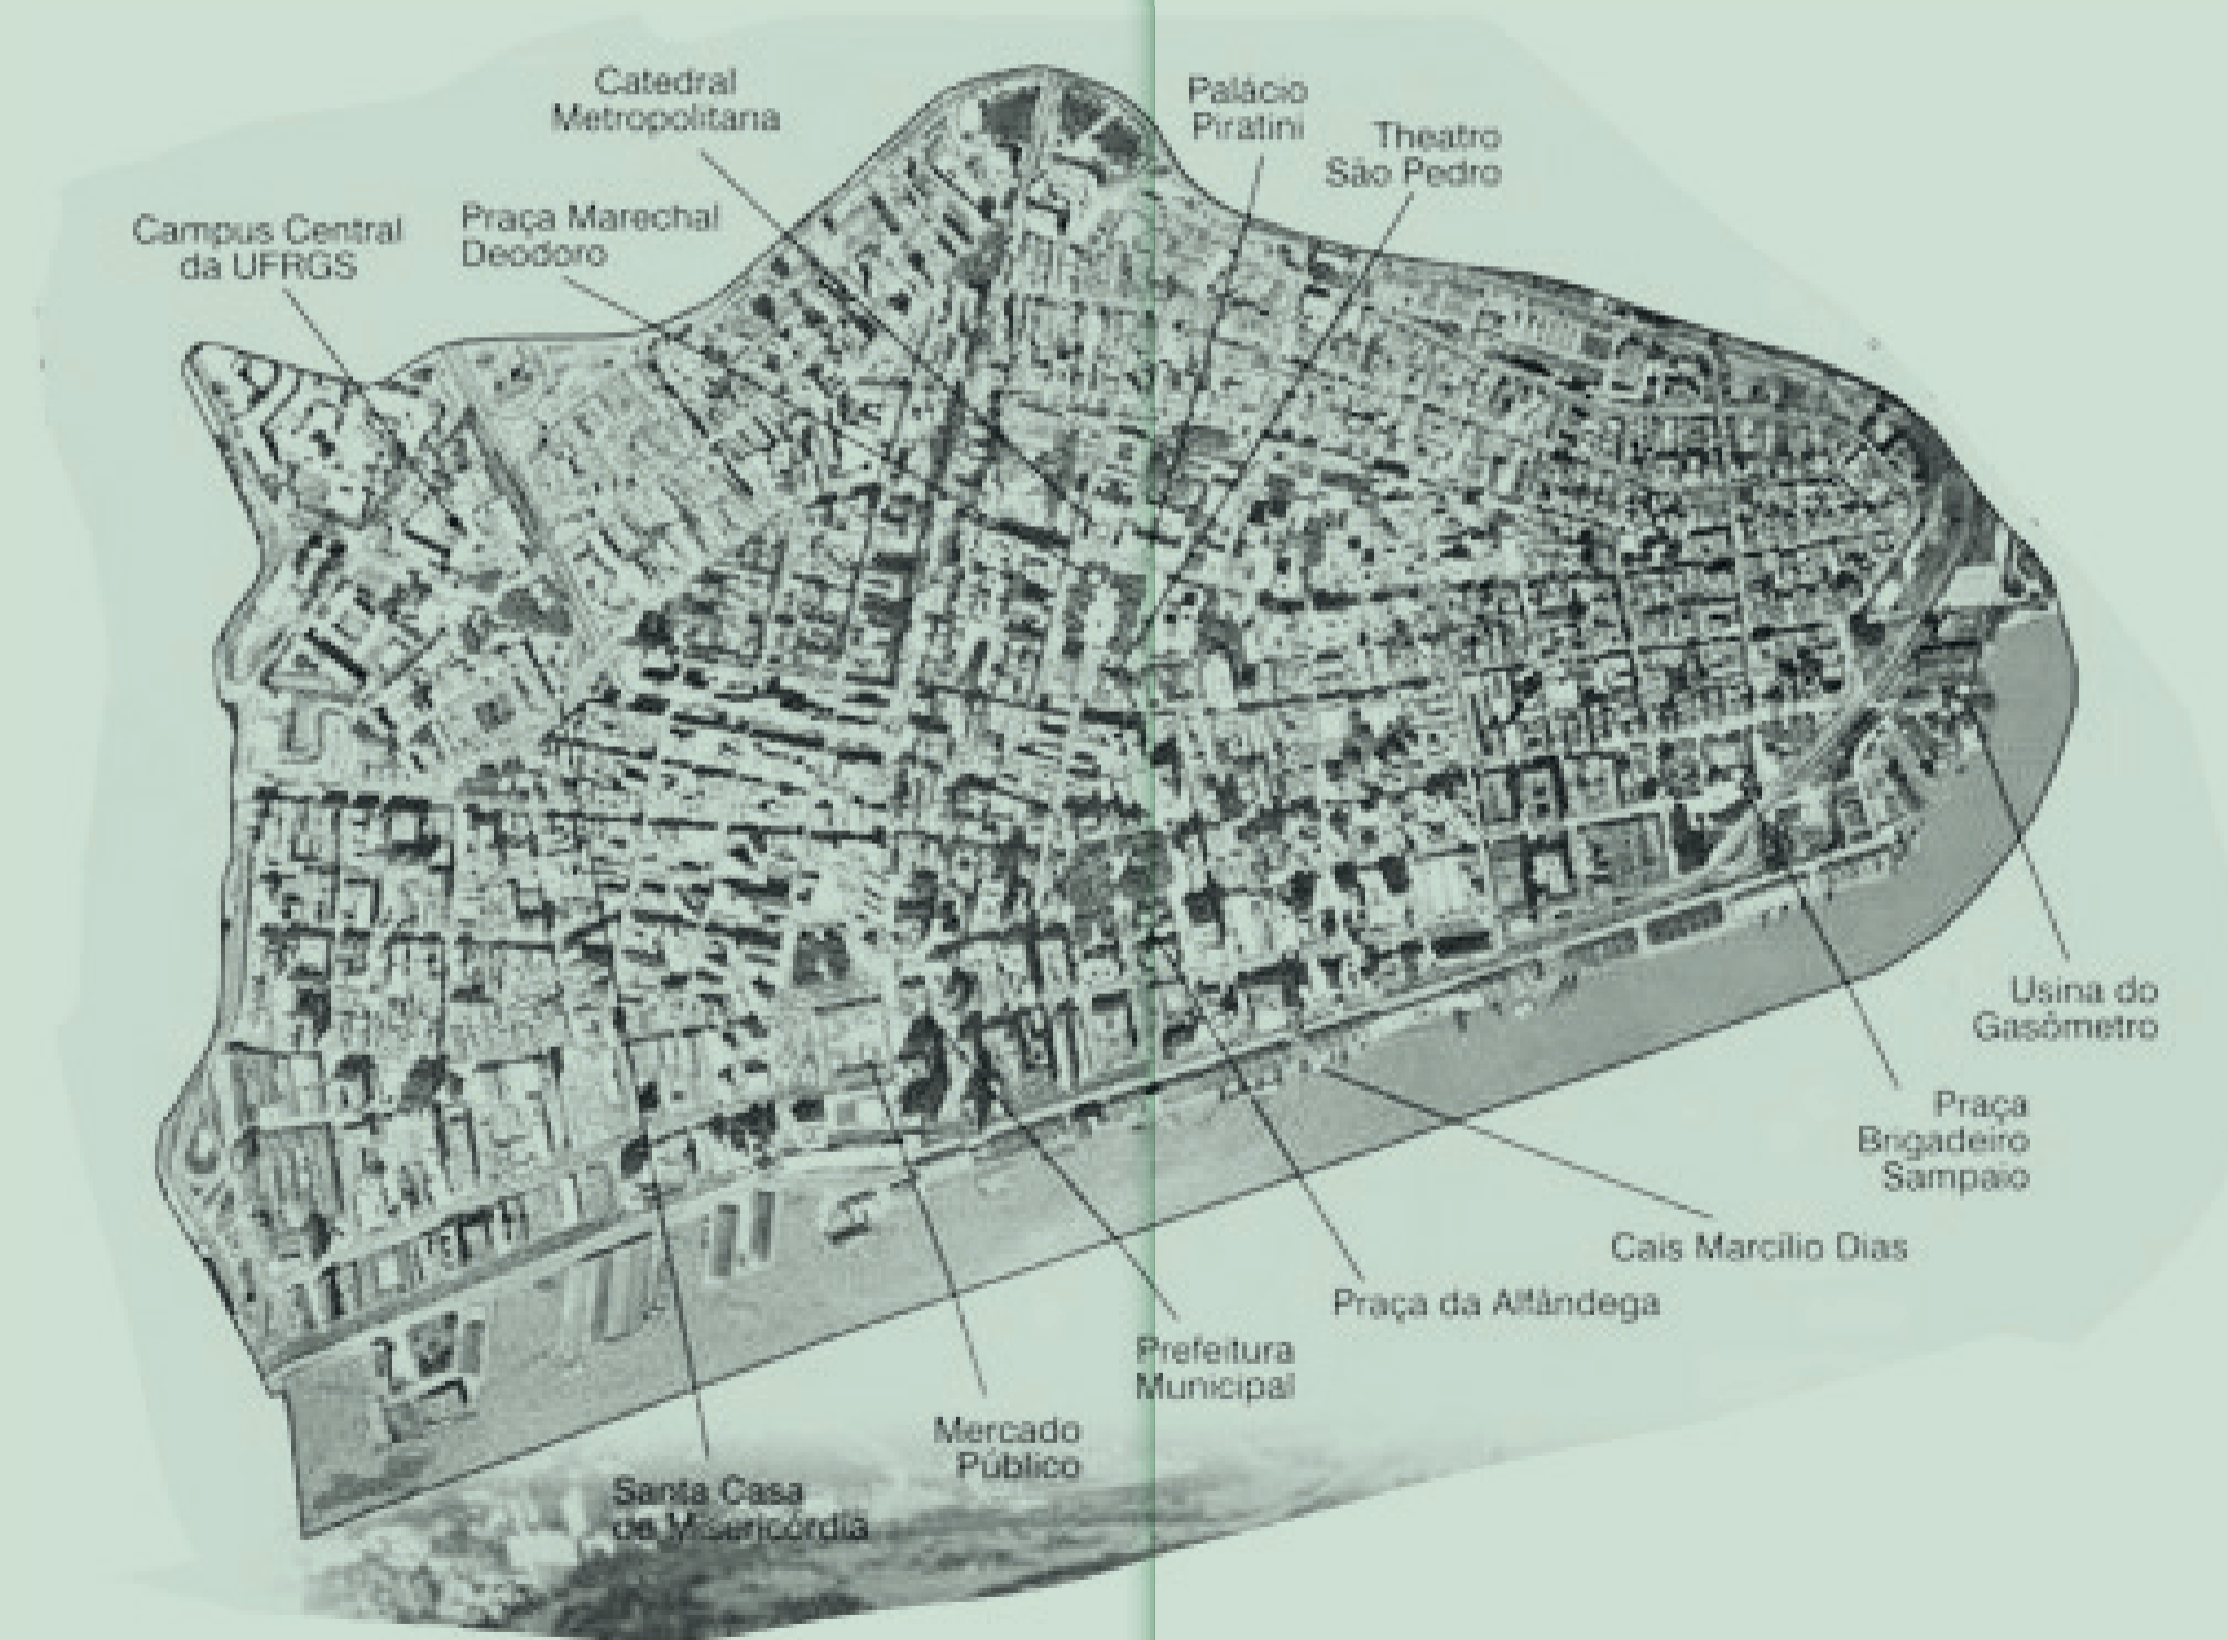 Catedral
Metropolitana
Palácio
Piratini
Theatro
São Pedro
Campus Central
da UFRGS
Praça Marechal
Deodoro
Usina do
Gasômetro
Praça
Brigadeiro
Sampaio
Cais Marcílio Dias
Praça da Alfândega
Prefeitura
Municipal
Mercado
Público
Santa Casa
de Misericórdia